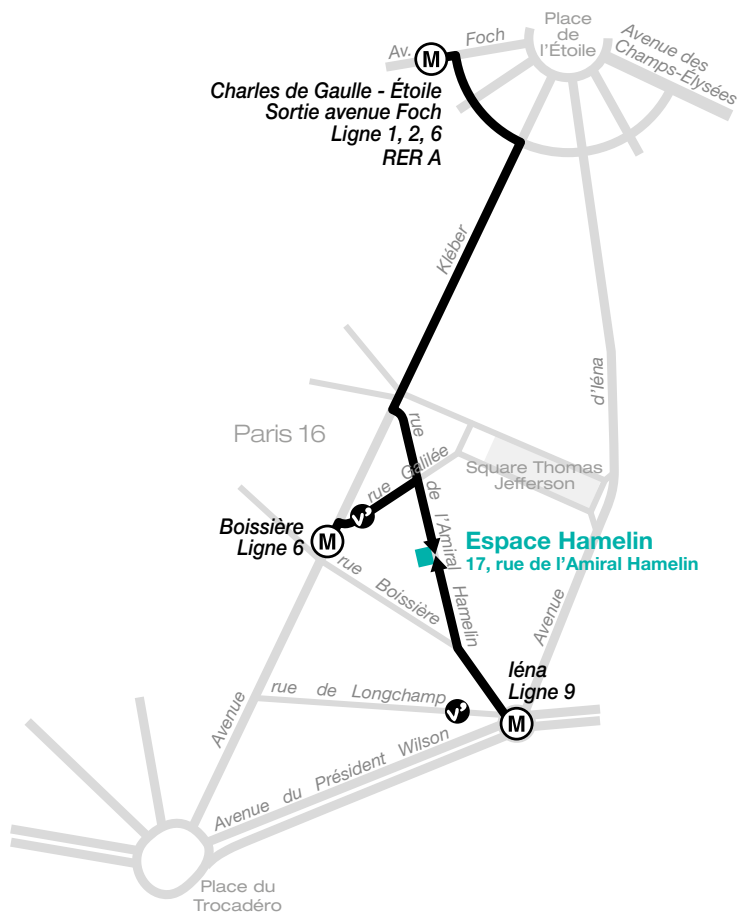 Place
de
l'Étoile
Av. Foch
Avenue des
Champs-Élysées
M
Charles de Gaulle - Étoile
Sortie avenue Foch
Ligne 1, 2, 6
RER A
Kléber
d'Iéna
Paris 16
rue de l'Amiral Hamelin
rue Galilée
Square Thomas
Jefferson
v'
Boissière
Ligne 6
M
Espace Hamelin
17, rue de l'Amiral Hamelin
rue Boissière
Avenue
Iéna
Ligne 9
rue de Longchamp
v'
M
Avenue
Avenue du Président Wilson
Place du
Trocadéro